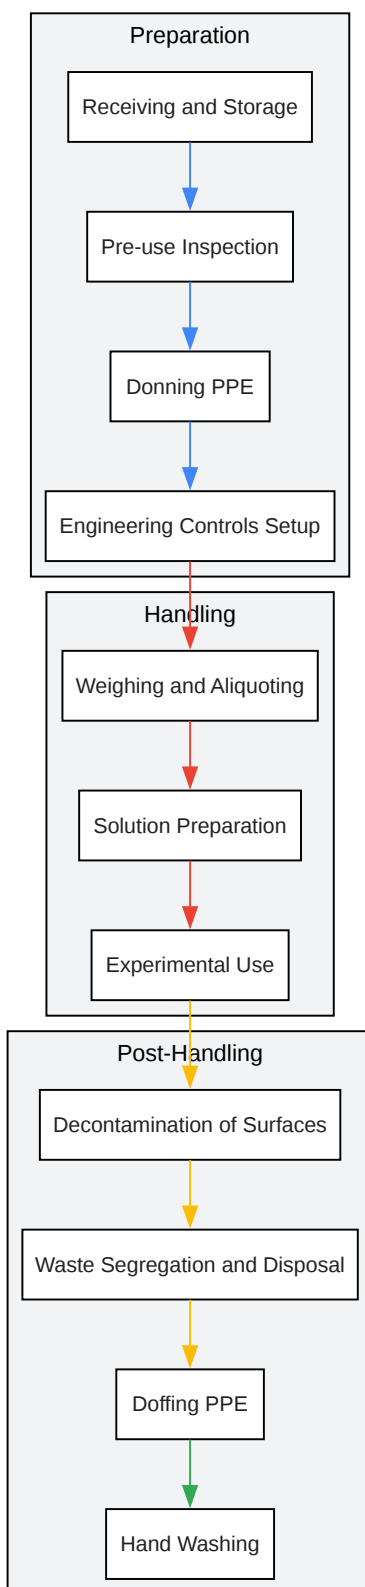 Preparation
Receiving and Storage
Pre-use Inspection
Donning PPE
Engineering Controls Setup
Handling
Weighing and Aliquoting
Solution Preparation
Experimental Use
Post-Handling
Decontamination of Surfaces
Waste Segregation and Disposal
Doffing PPE
Hand Washing